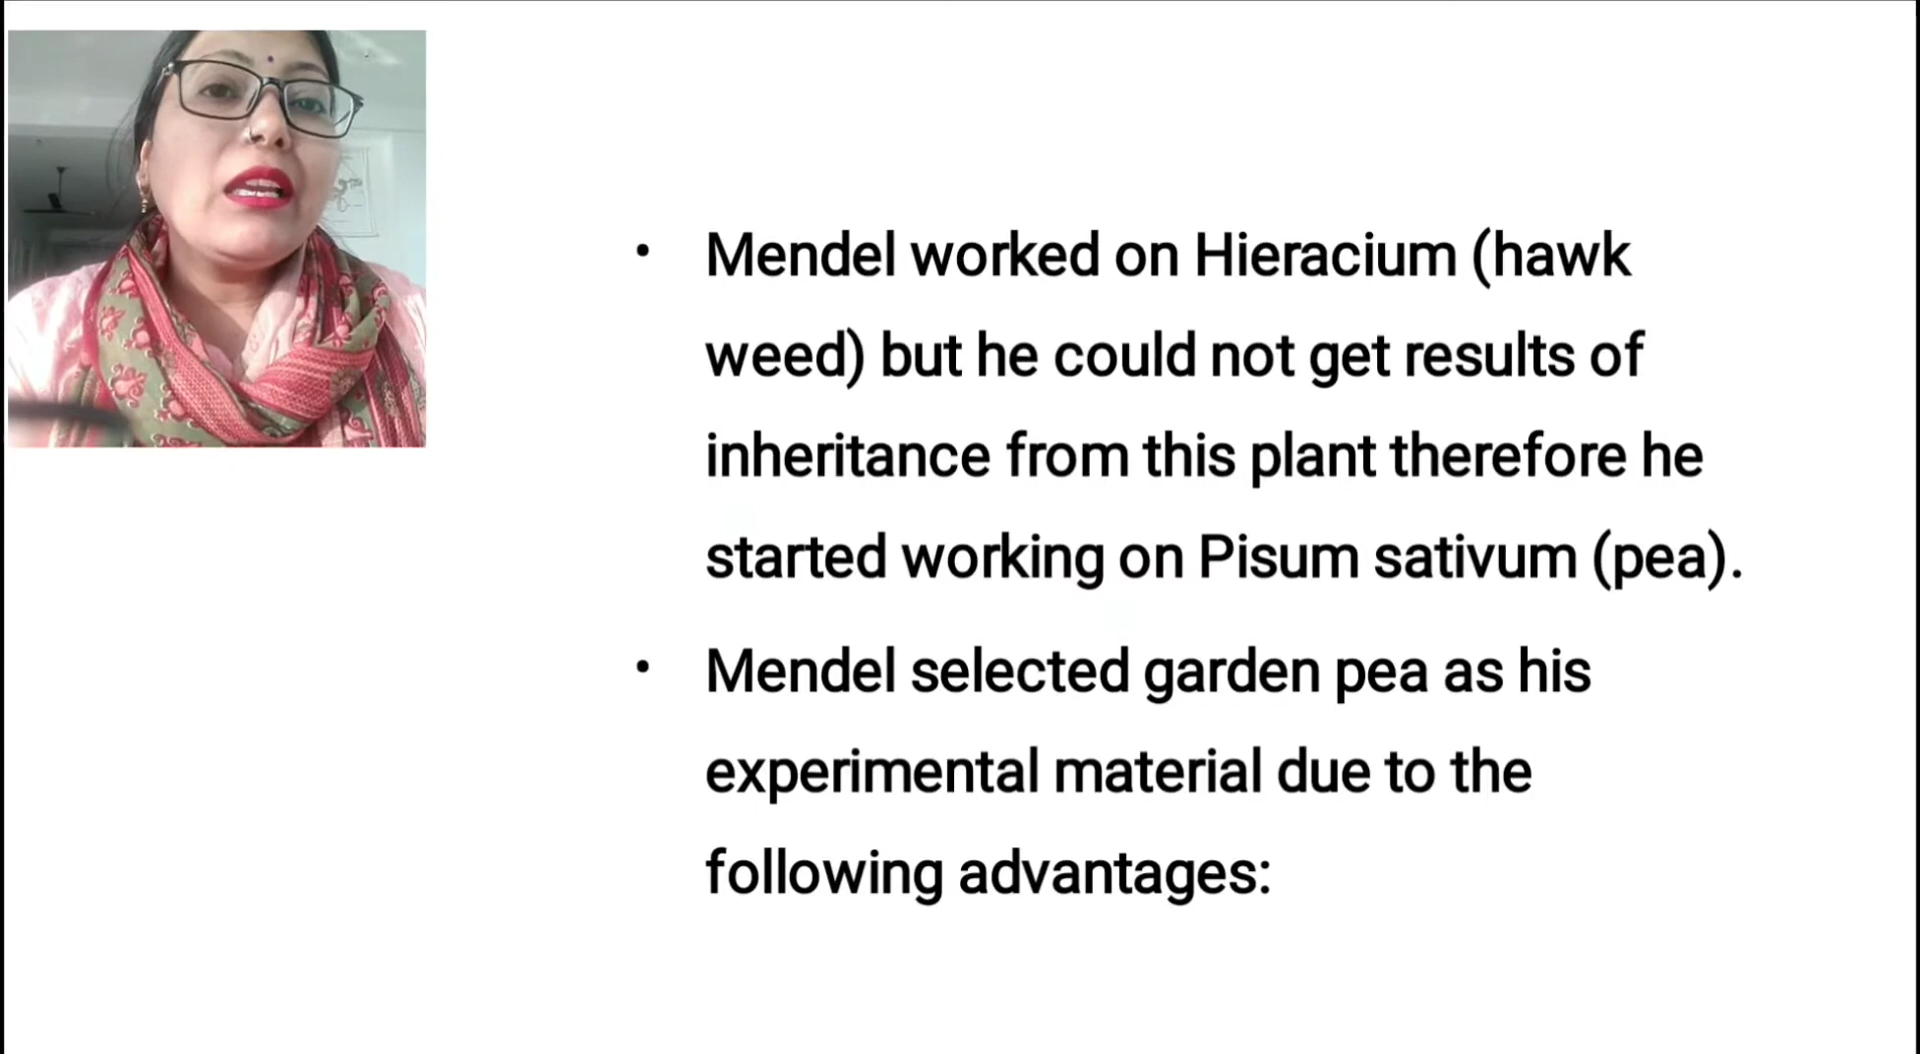 • Mendel worked on Hieracium (hawk
weed) but he could not get results of
inheritance from this plant therefore he
started working on Pisum sativum (pea).
• Mendel selected garden pea as his
experimental material due to the
following advantages: